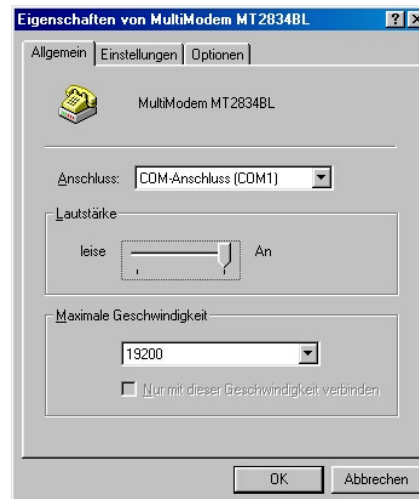 Eigenschaften von MultiModem MT2834BL
Allgemein Einstellungen Optionen
MultiModem MT2834BL
Anschluss: COM-Anschluss (COM1)
Lautstärke
leise An
Maximale Geschwindigkeit
19200
Nur mit dieser Geschwindigkeit verbinden
OK Abbrechen